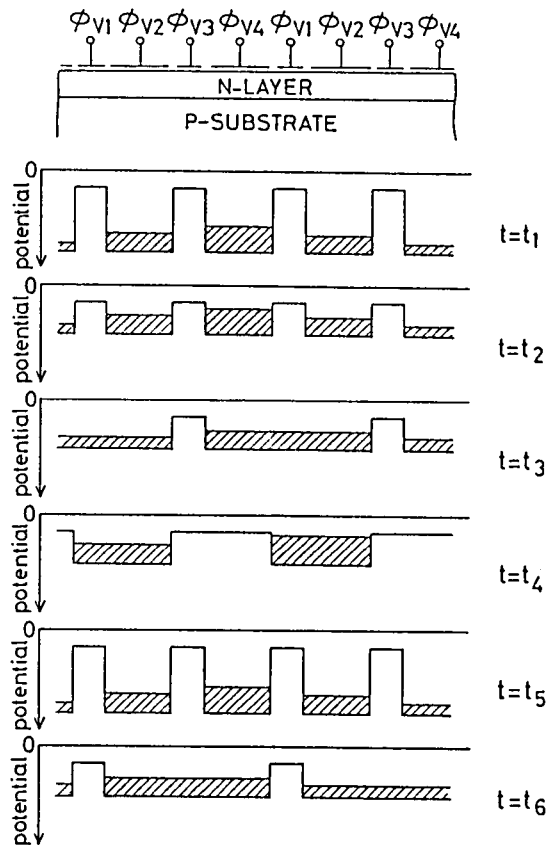 ΦV1 ΦV2 ΦV3 ΦV4 ΦV1 ΦV2 ΦV3 ΦV4
N-LAYER
P-SUBSTRATE
0
potential
t=t1
0
potential
t=t2
0
potential
t=t3
0
potential
t=t4
0
potential
t=t5
0
potential
t=t6